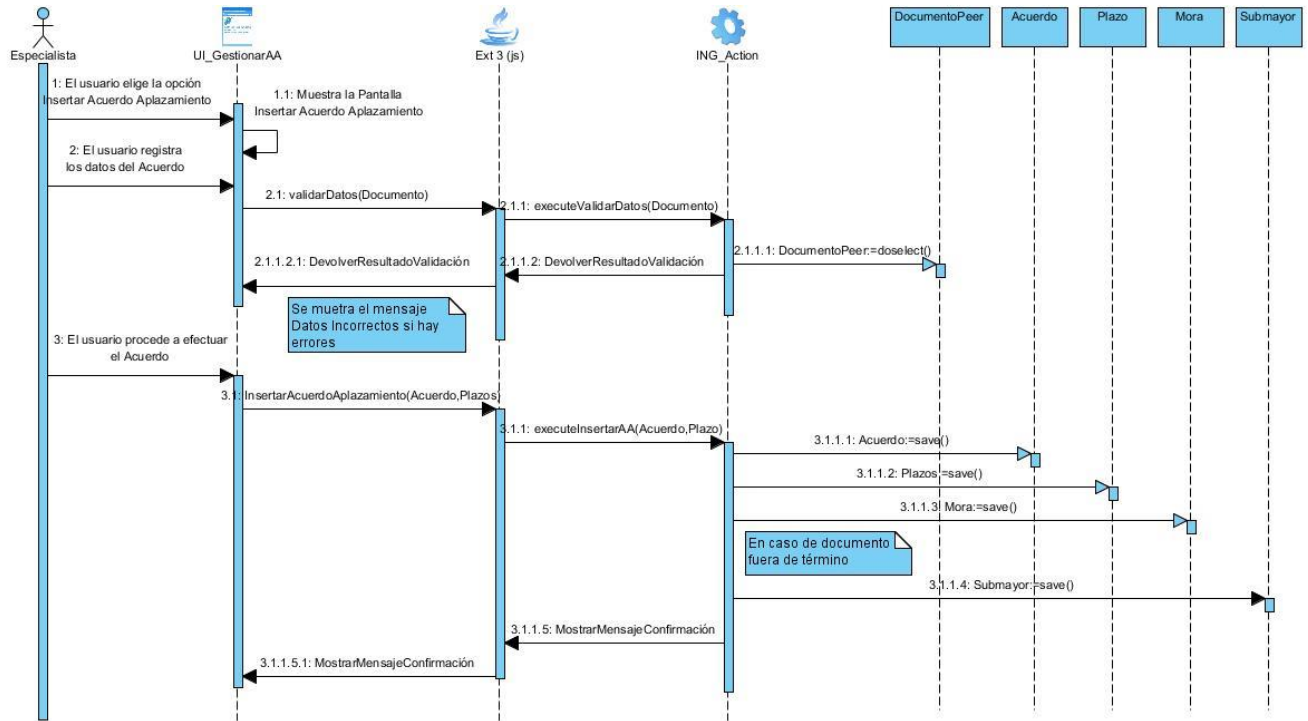 DocumentoPeer
Acuerdo
Plazo
Mora
Submayor
Especialista
UI_GestionarAA
Ext 3 (js)
ING_Action
1: El usuario elige la opción
Insertar Acuerdo Aplazamiento
1.1: Muestra la Pantalla
Insertar Acuerdo Aplazamiento
2: El usuario registra
los datos del Acuerdo
2.1: validarDatos(Documento)
2.1.1: executeValidarDatos(Documento)
2.1.1.1: DocumentoPeer:=doselect()
2.1.1.2: DevolverResultadoValidación
2.1.1.2.1: DevolverResultadoValidación
Se muetra el mensaje
Datos Incorrectos si hay
errores
3: El usuario procede a efectuar
el Acuerdo
3.1: InsertarAcuerdoAplazamiento(Acuerdo,Plazos)
3.1.1: executeInsertarAA(Acuerdo,Plazo)
3.1.1.1: Acuerdo:=save()
3.1.1.2: Plazos:=save()
3.1.1.3: Mora:=save()
En caso de documento
fuera de término
3.1.1.4: Submayor:=save()
3.1.1.5: MostrarMensajeConfirmación
3.1.1.5.1: MostrarMensajeConfirmación